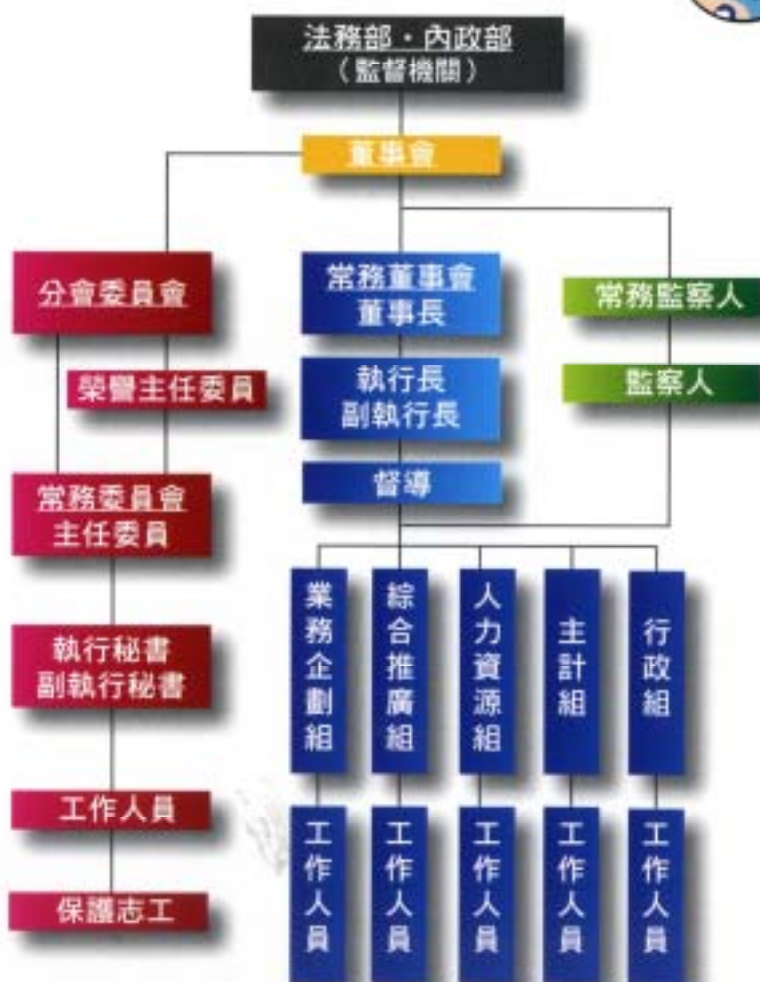 法務部・內政部
（監督機關）
董事會
分會委員會
榮譽主任委員
常務委員會
主任委員
執行秘書
副執行秘書
工作人員
保護志工
常務董事會
董事長
執行長
副執行長
督導
常務監察人
監察人
業務企劃組
綜合推廣組
人力資源組
主計組
行政組
工作人員
工作人員
工作人員
工作人員
工作人員